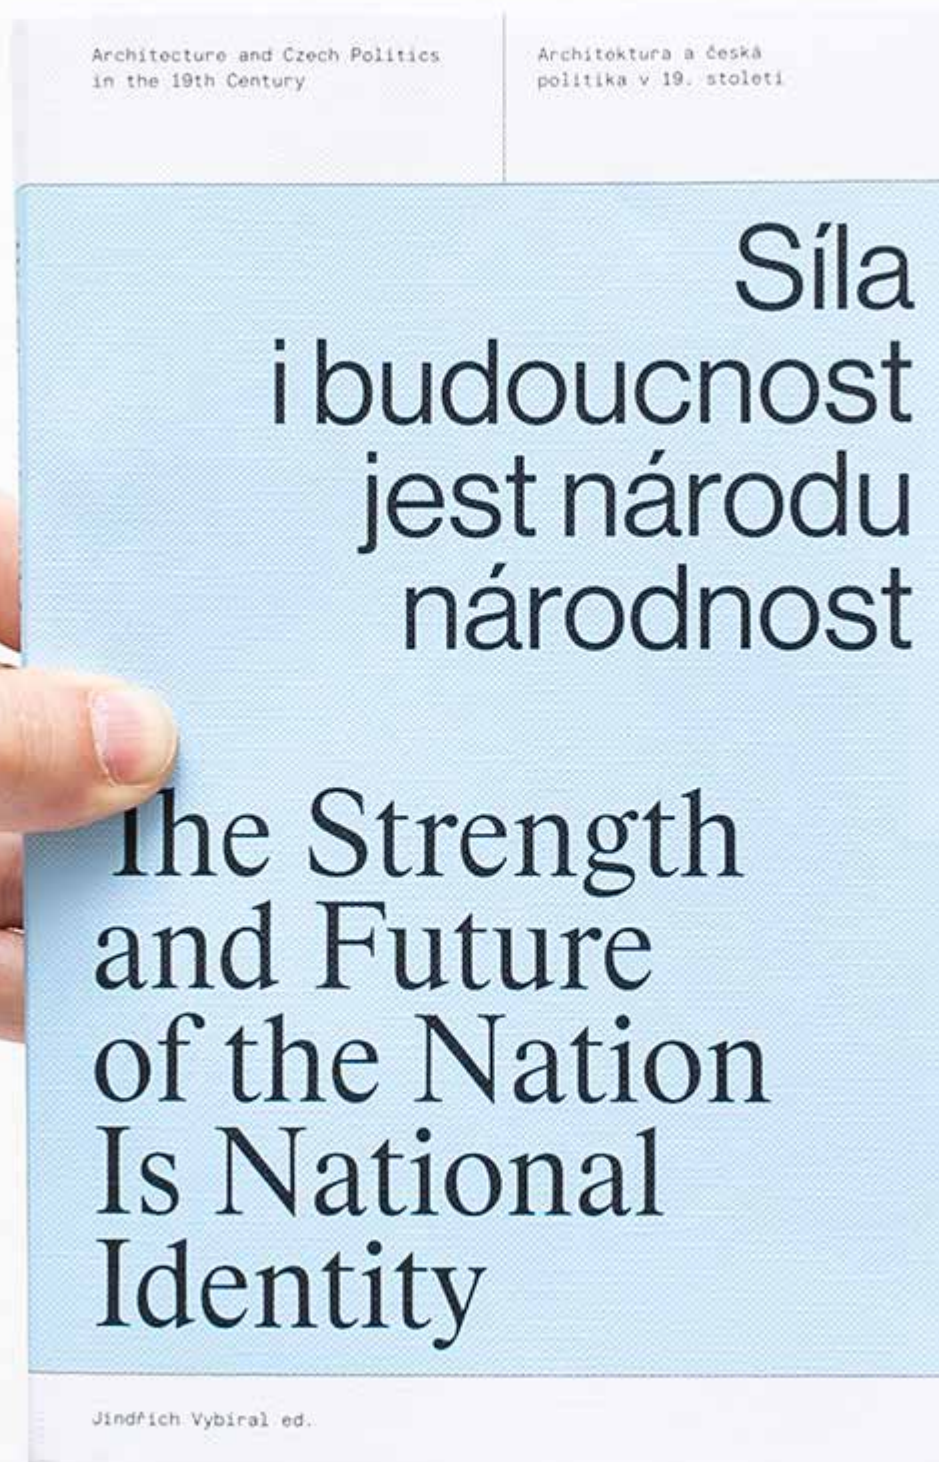 Architecture and Czech Politics
in the 19th Century
Architektura a česká
politika v 19. století
Síla
i budoucnost
jest národu
národnost
The Strength
and Future
of the Nation
Is National
Identity
Jindřich Vybíral ed.